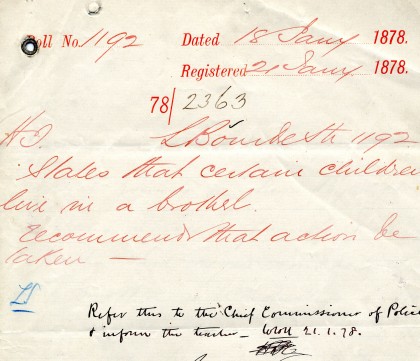 Roll No. 1192 Dated 18 Jany 1878.
Registered 21 Jany 1878.
78/2363
H.T. L Bourke St 1192
States that certain children
live in a brothel.
Recommends that action be
taken —
Refer this to the Chief Commissioner of Police
& inform the teacher — 21.1.78.